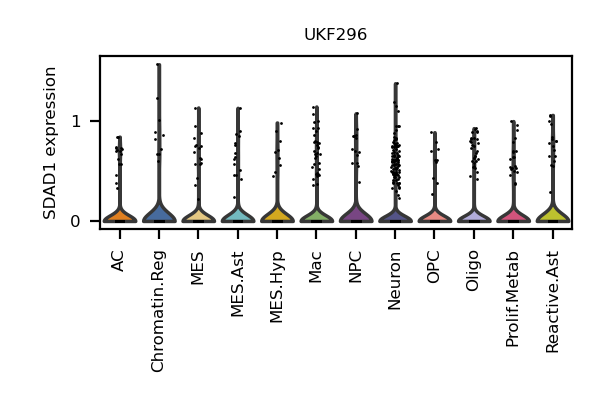 UKF296
SDAD1 expression
1
0
AC
Chromatin.Reg
MES
MES.Ast
MES.Hyp
Mac
NPC
Neuron
OPC
Oligo
Prolif.Metab
Reactive.Ast